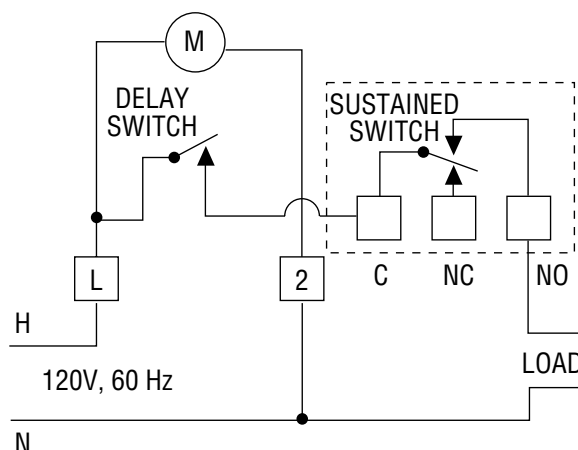 M
DELAY
SWITCH
SUSTAINED
SWITCH
L
2
C
NC
NO
H
120V, 60 Hz
LOAD
N